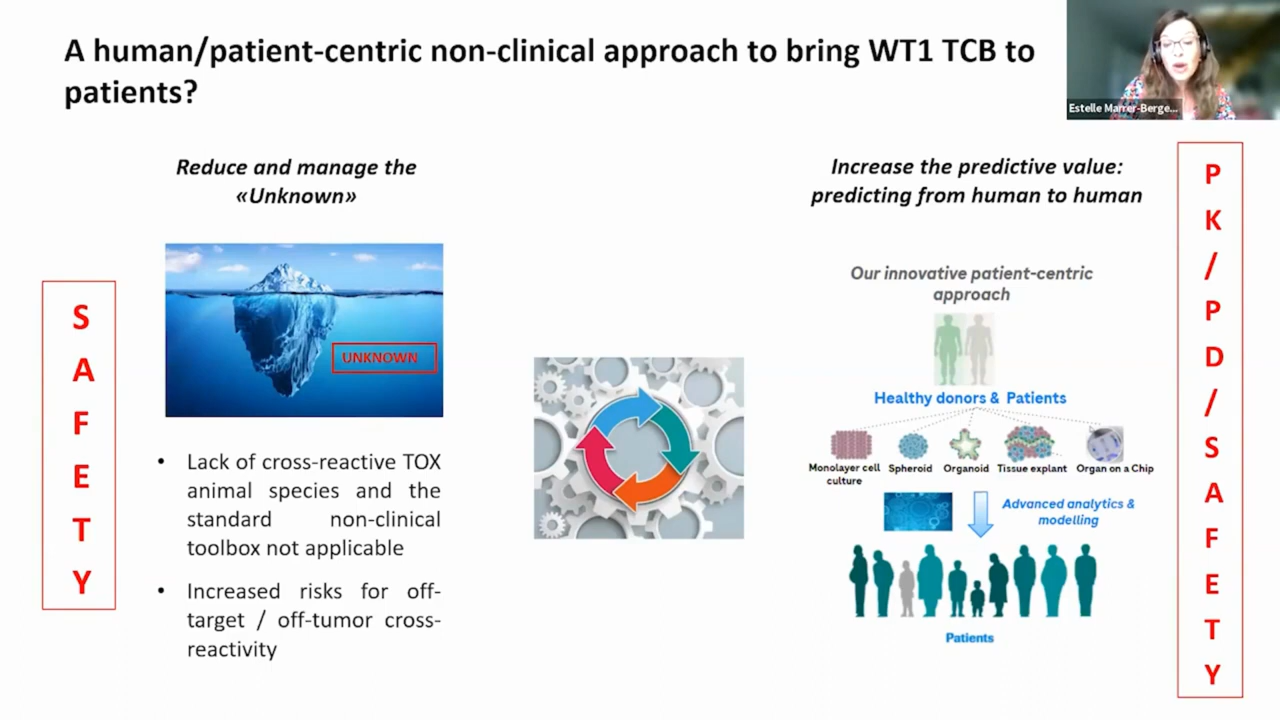 A human/patient-centric non-clinical approach to bring WT1 TCB to
patients?
Estelle Marrer-Berge...
Reduce and manage the
«Unknown»
UNKNOWN
S
A
F
E
T
Y
Lack of cross-reactive TOX
animal species and the
standard non-clinical
toolbox not applicable
Increased risks for off-
target / off-tumor cross-
reactivity
Increase the predictive value:
predicting from human to human
Our innovative patient-centric
approach
Healthy donors & Patients
Monolayer cell
culture
Spheroid
Organoid
Tissue explant
Organ on a Chip
Advanced analytics &
modelling
Patients
P
K
/
P
D
/
S
A
F
E
T
Y